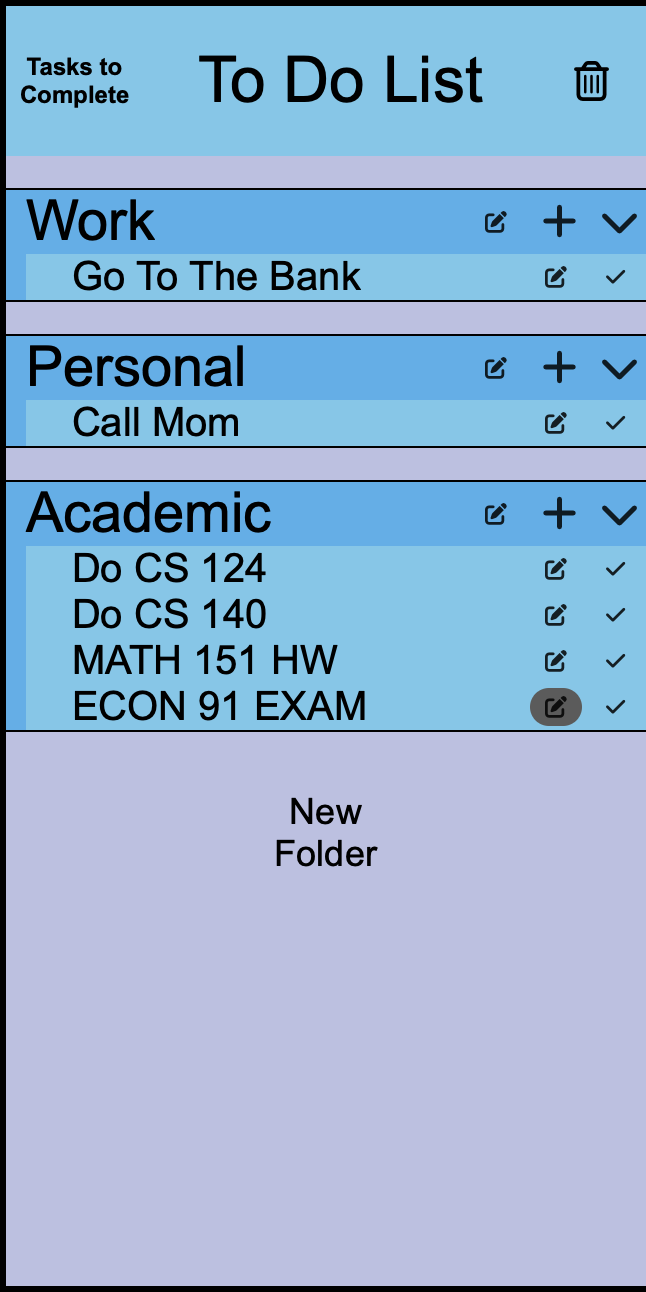 Tasks to
Complete
To Do List
Work
Go To The Bank
Personal
Call Mom
Academic
Do CS 124
Do CS 140
MATH 151 HW
ECON 91 EXAM
New
Folder